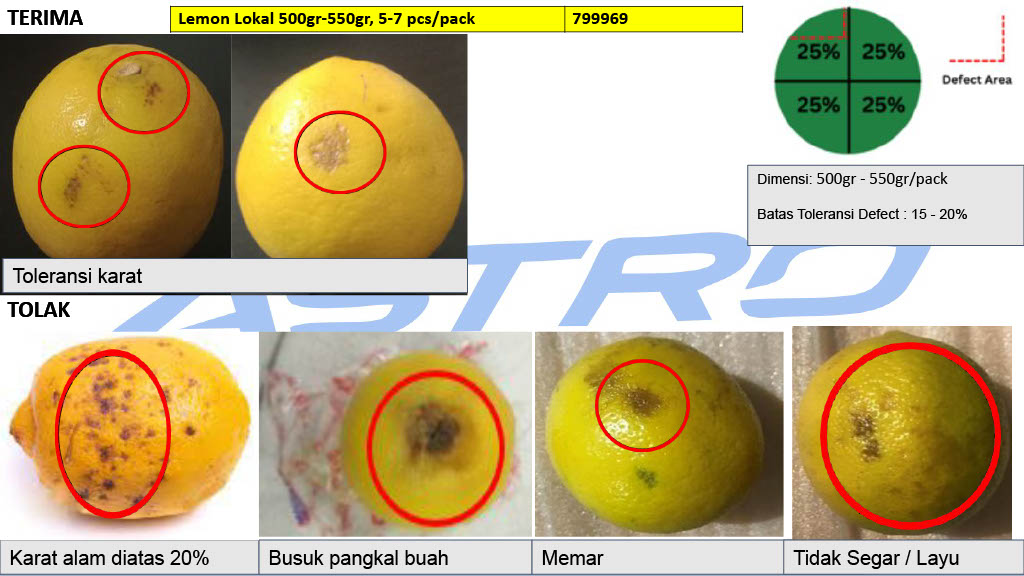 TERIMA
Lemon Lokal 500gr-550gr, 5-7 pcs/pack
799969
25% 25%
25% 25%
Defect Area
Dimensi: 500gr - 550gr/pack
Batas Toleransi Defect : 15 - 20%
Toleransi karat
ASTRO
TOLAK
Karat alam diatas 20%
Busuk pangkal buah
Memar
Tidak Segar / Layu